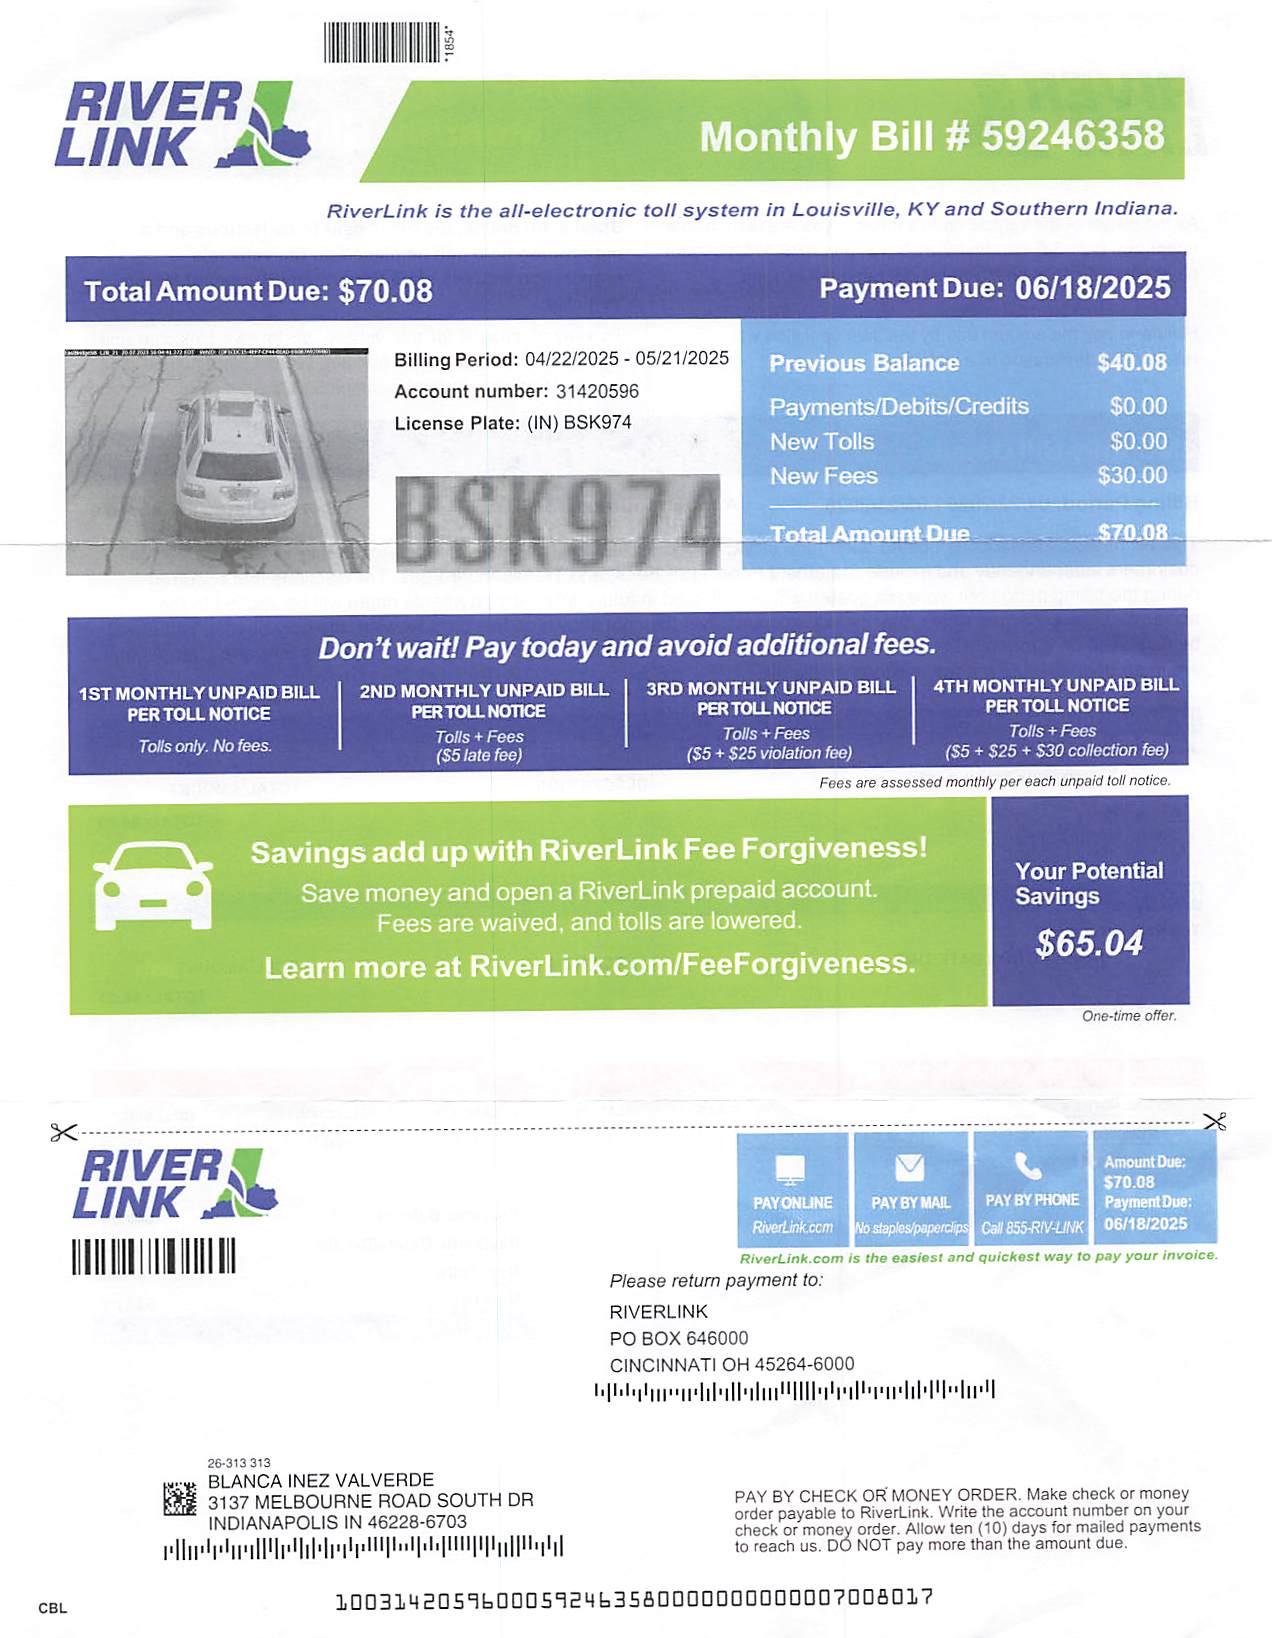 *1854*
RIVER
LINK
Monthly Bill # 59246358
RiverLink is the all-electronic toll system in Louisville, KY and Southern Indiana.
Total Amount Due: $70.08
Payment Due: 06/18/2025
Billing Period: 04/22/2025 - 05/21/2025
Account number: 31420596
License Plate: (IN) BSK974
BSK974
Previous Balance $40.08
Payments/Debits/Credits $0.00
New Tolls $0.00
New Fees $30.00
Total Amount Due $70.08
Don't wait! Pay today and avoid additional fees.
1ST MONTHLY UNPAID BILL
PER TOLL NOTICE
Tolls only. No fees.
2ND MONTHLY UNPAID BILL
PER TOLL NOTICE
Tolls + Fees
($5 late fee)
3RD MONTHLY UNPAID BILL
PER TOLL NOTICE
Tolls + Fees
($5 + $25 violation fee)
4TH MONTHLY UNPAID BILL
PER TOLL NOTICE
Tolls + Fees
($5 + $25 + $30 collection fee)
Fees are assessed monthly per each unpaid toll notice.
Savings add up with RiverLink Fee Forgiveness!
Save money and open a RiverLink prepaid account.
Fees are waived, and tolls are lowered.
Learn more at RiverLink.com/FeeForgiveness.
Your Potential
Savings
$65.04
One-time offer.
RIVER
LINK
PAY ONLINE
RiverLink.com
PAY BY MAIL
No staples/paperclips
PAY BY PHONE
Call 855-RIV-LINK
Amount Due:
$70.08
Payment Due:
06/18/2025
RiverLink.com is the easiest and quickest way to pay your invoice.
Please return payment to:
RIVERLINK
PO BOX 646000
CINCINNATI OH 45264-6000
26-313 313
BLANCA INEZ VALVERDE
3137 MELBOURNE ROAD SOUTH DR
INDIANAPOLIS IN 46228-6703
PAY BY CHECK OR MONEY ORDER. Make check or money
order payable to RiverLink. Write the account number on your
check or money order. Allow ten (10) days for mailed payments
to reach us. DO NOT pay more than the amount due.
CBL